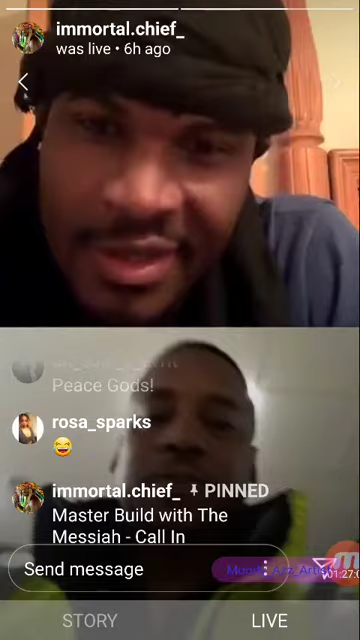 immortal.chief_
was live • 6h ago
Peace Gods!
rosa_sparks
😂
immortal.chief_ PINNED
Master Build with The
Messiah - Call In
Send message
STORY LIVE